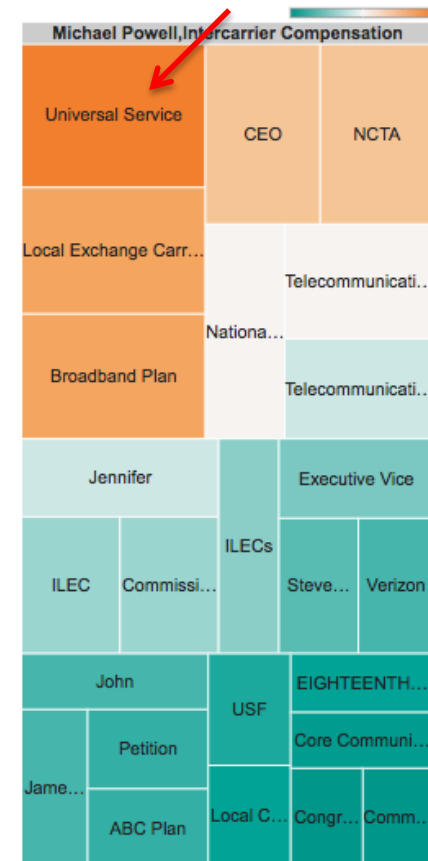 Michael Powell,Intercarrier Compensation
Universal Service
CEO
NCTA
Local Exchange Carr...
Nationa...
Telecommunicati...
Broadband Plan
Telecommunicati...
Jennifer
ILECs
Executive Vice
ILEC
Commissi...
Steve...
Verizon
John
USF
EIGHTEENTH...
Jame...
Petition
Core Communi...
ABC Plan
Local C...
Congr...
Comm...